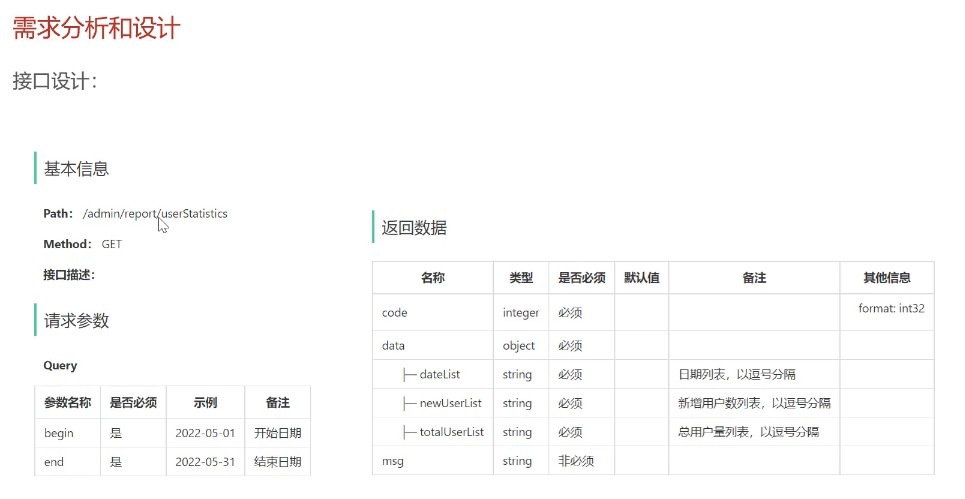 需求分析和设计
接口设计：
基本信息
Path： /admin/report/userStatistics
Method： GET
接口描述：
请求参数
Query
参数名称 是否必须 示例 备注
begin 是 2022-05-01 开始日期
end 是 2022-05-31 结束日期
返回数据
名称 类型 是否必须 默认值 备注 其他信息
code integer 必须 format: int32
data object 必须
├─ dateList string 必须 日期列表，以逗号分隔
├─ newUserList string 必须 新增用户数列表，以逗号分隔
├─ totalUserList string 必须 总用户量列表，以逗号分隔
msg string 非必须